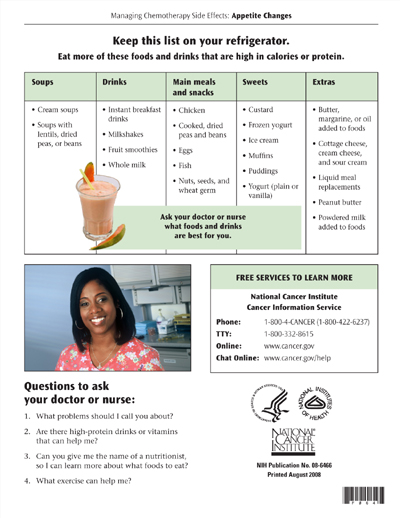 Managing Chemotherapy Side Effects: Appetite Changes
Keep this list on your refrigerator.
Eat more of these foods and drinks that are high in calories or protein.
Soups
• Cream soups
• Soups with
lentils, dried
peas, or beans
Drinks
• Instant breakfast
drinks
• Milkshakes
• Fruit smoothies
• Whole milk
Main meals
and snacks
• Chicken
• Cooked, dried
peas and beans
• Eggs
• Fish
• Nuts, seeds, and
wheat germ
Sweets
• Custard
• Frozen yogurt
• Ice cream
• Muffins
• Puddings
• Yogurt (plain or
vanilla)
Extras
• Butter,
margarine, or oil
added to foods
• Cottage cheese,
cream cheese,
and sour cream
• Liquid meal
replacements
• Peanut butter
• Powdered milk
added to foods
Ask your doctor or nurse
what foods and drinks
are best for you.
FREE SERVICES TO LEARN MORE
National Cancer Institute
Cancer Information Service
Phone: 1-800-4-CANCER (1-800-422-6237)
TTY: 1-800-332-8615
Online: www.cancer.gov
Chat Online: www.cancer.gov/help
Questions to ask
your doctor or nurse:
1. What problems should I call you about?
2. Are there high-protein drinks or vitamins
that can help me?
3. Can you give me the name of a nutritionist,
so I can learn more about what foods to eat?
4. What exercise can help me?
NATIONAL INSTITUTES
OF HEALTH
NATIONAL
CANCER
INSTITUTE
NIH Publication No. 08-6466
Printed August 2008